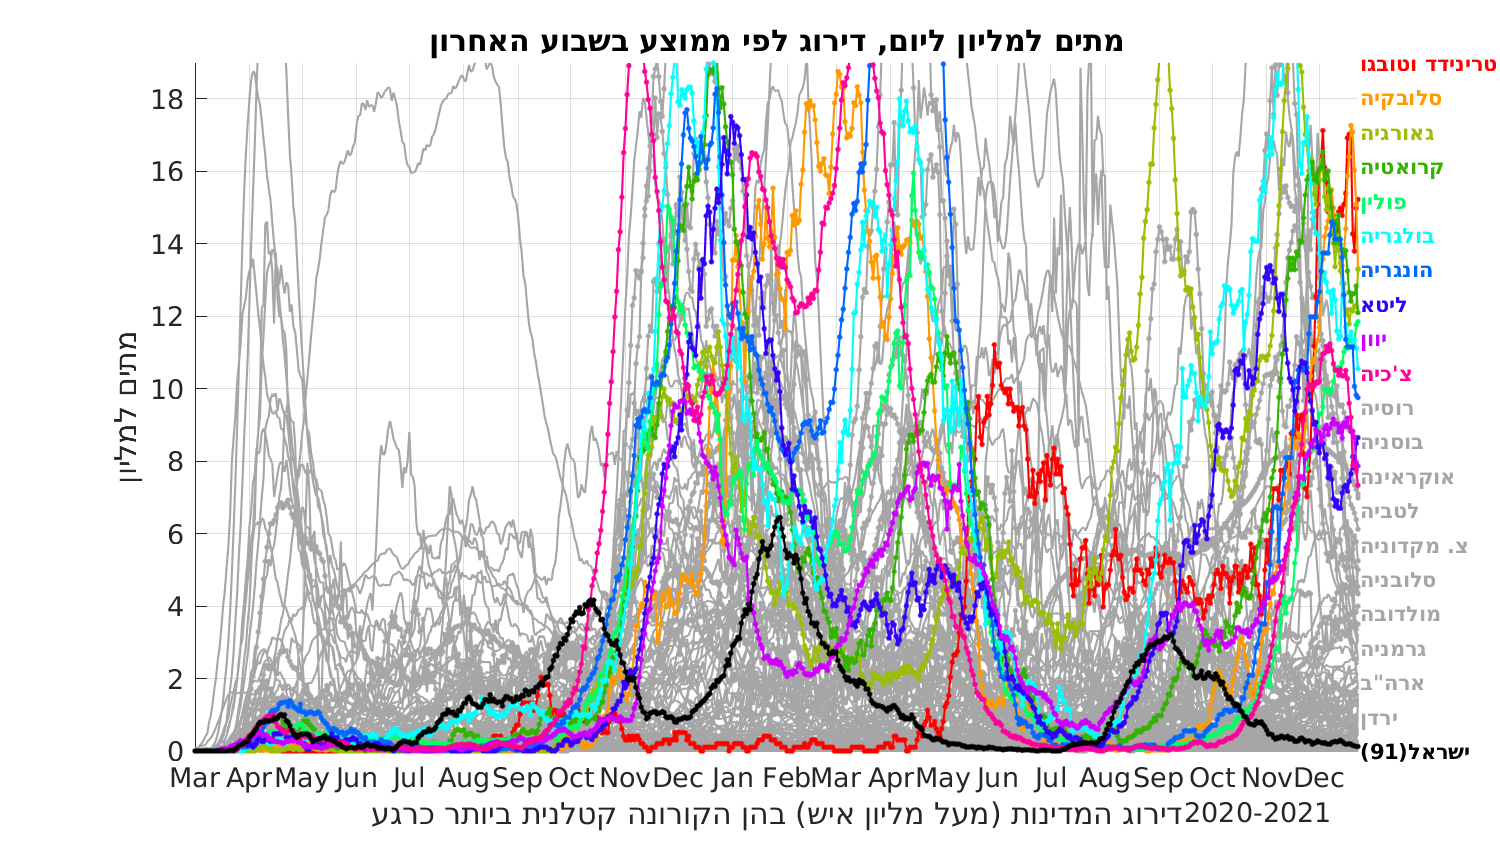 מתים למליון ליום, דירוג לפי ממוצע בשבוע האחרון
מתים למליון
18
16
14
12
10
8
6
4
2
0
Mar Apr May Jun Jul Aug Sep Oct Nov Dec Jan Feb Mar Apr May Jun Jul Aug Sep Oct Nov Dec
דירוג המדינות (מעל מליון איש) בהן הקורונה קטלנית ביותר כרגע 2020-2021
טרינידד וטובגו
סלובקיה
גאורגיה
קרואטיה
פולין
בולגריה
הונגריה
ליטא
יוון
צ'כיה
רוסיה
בוסניה
אוקראינה
לטביה
צ. מקדוניה
סלובניה
מולדובה
גרמניה
ארה"ב
ירדן
ישראל(91)